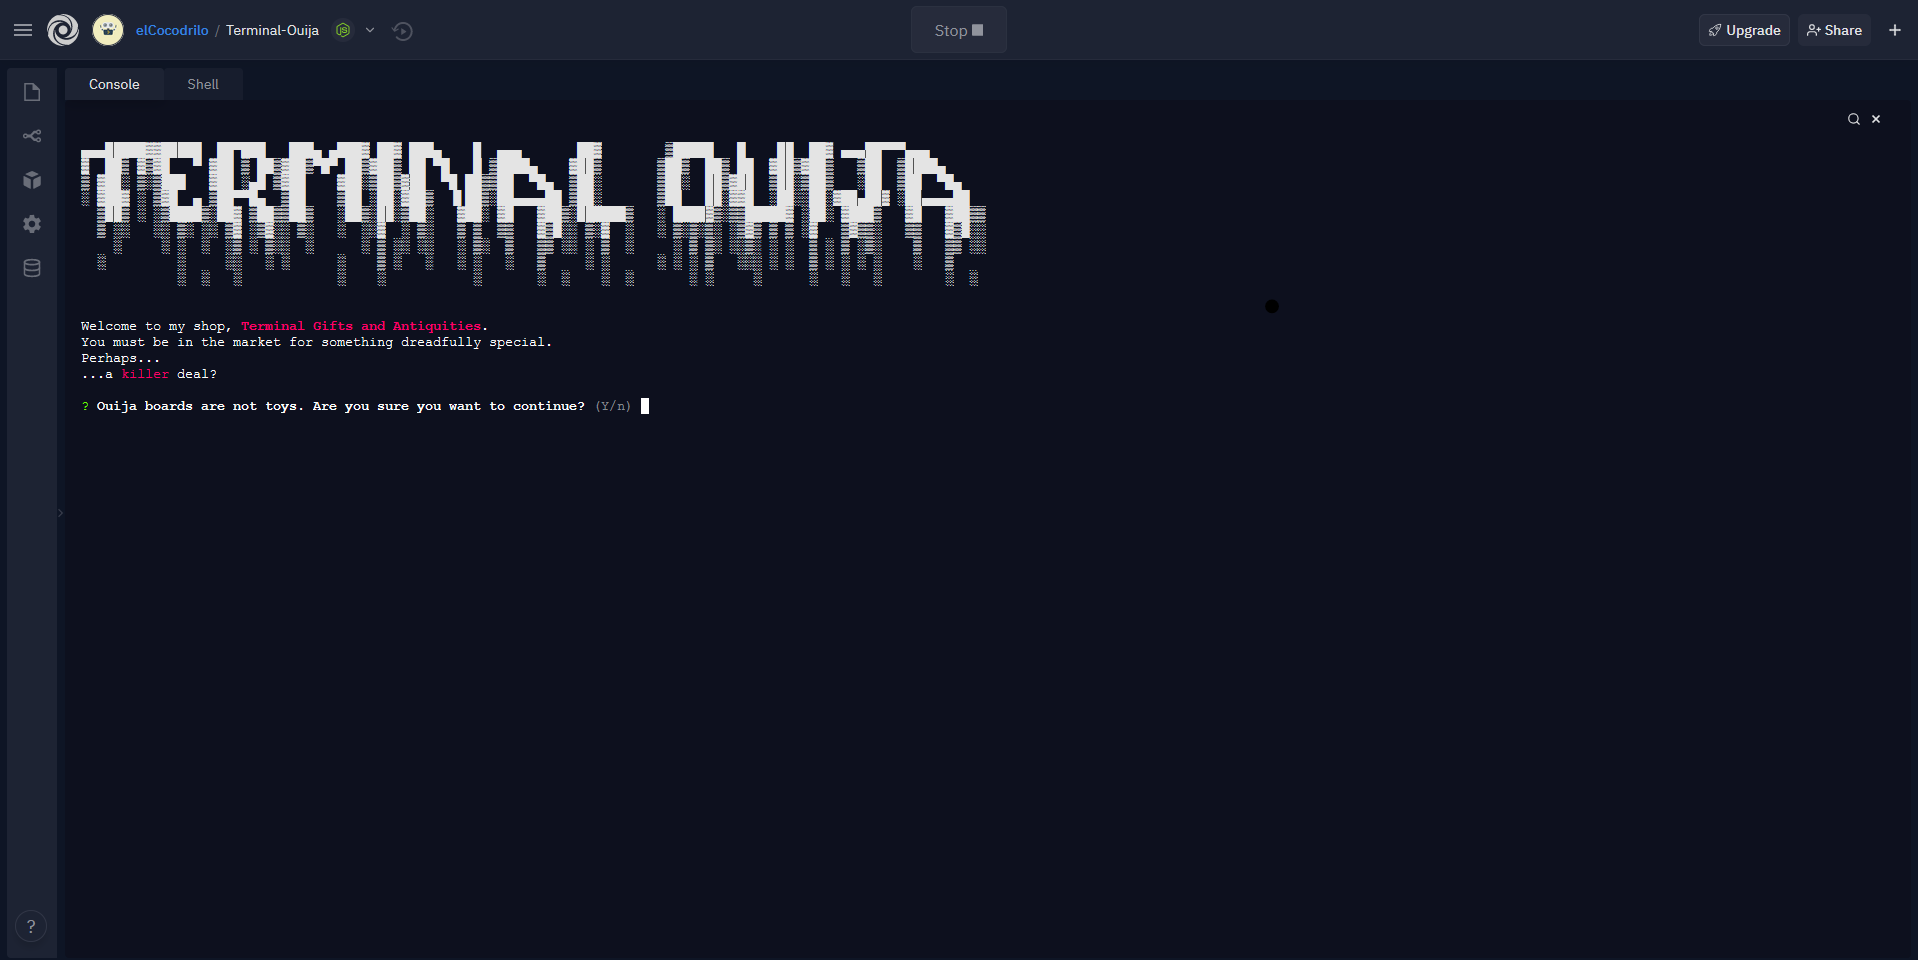 elCocodrilo / Terminal-Ouija
Stop
Upgrade
Share
Console
Shell
TERMINAL OUIJA
Welcome to my shop, Terminal Gifts and Antiquities.
You must be in the market for something dreadfully special.
Perhaps...
...a killer deal?
? Ouija boards are not toys. Are you sure you want to continue? (Y/n)
?